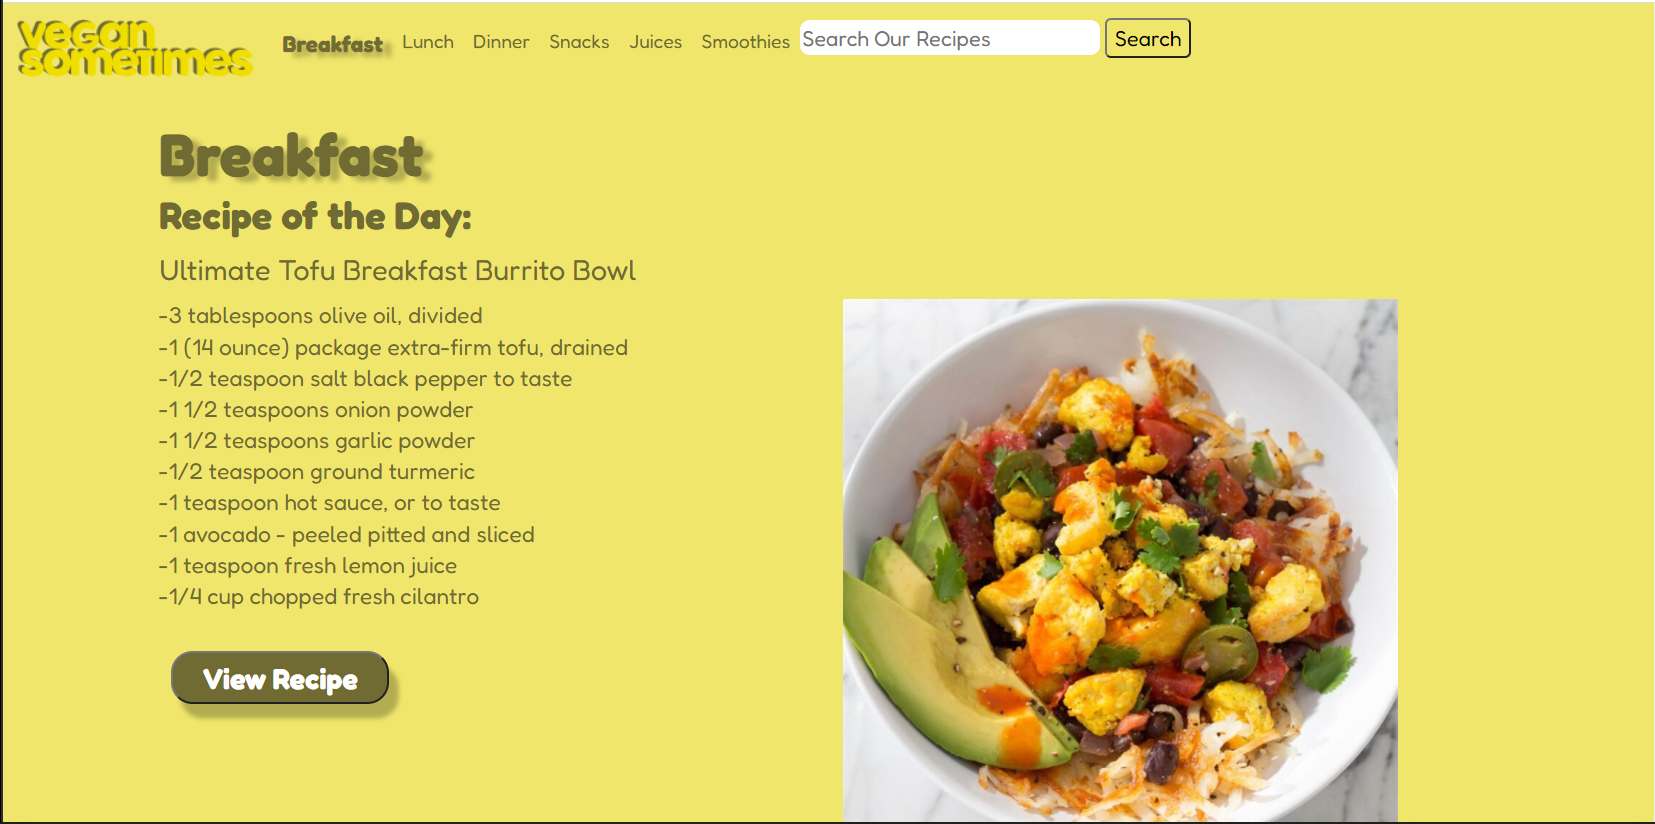 vegan
sometimes
Breakfast Lunch Dinner Snacks Juices Smoothies Search Our Recipes Search
Breakfast
Recipe of the Day:
Ultimate Tofu Breakfast Burrito Bowl
-3 tablespoons olive oil, divided
-1 (14 ounce) package extra-firm tofu, drained
-1/2 teaspoon salt black pepper to taste
-1 1/2 teaspoons onion powder
-1 1/2 teaspoons garlic powder
-1/2 teaspoon ground turmeric
-1 teaspoon hot sauce, or to taste
-1 avocado - peeled pitted and sliced
-1 teaspoon fresh lemon juice
-1/4 cup chopped fresh cilantro
View Recipe